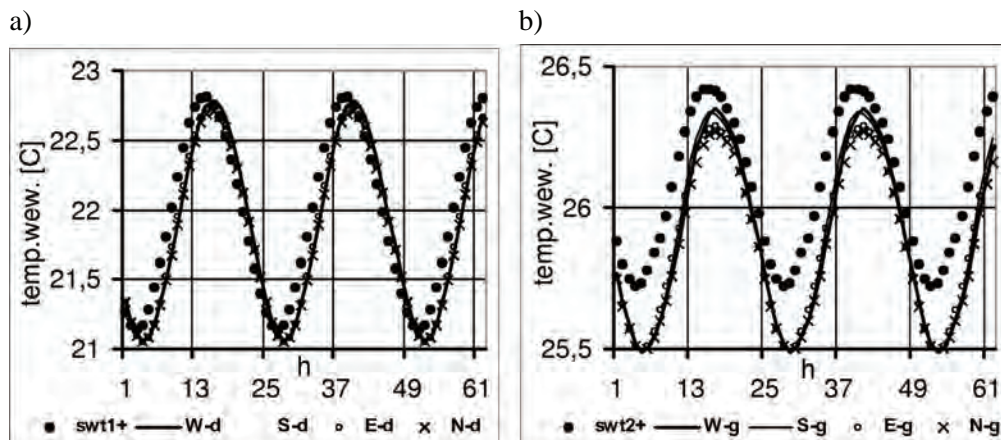 a)
23
22,5
22
21,5
21
temp.wew. [C]
1 13 25 37 49 61
h
swt1+ W-d S-d E-d N-d
b)
26,5
26
25,5
temp.wew. [C]
1 13 25 37 49 61
h
swt2+ W-g S-g E-g N-g